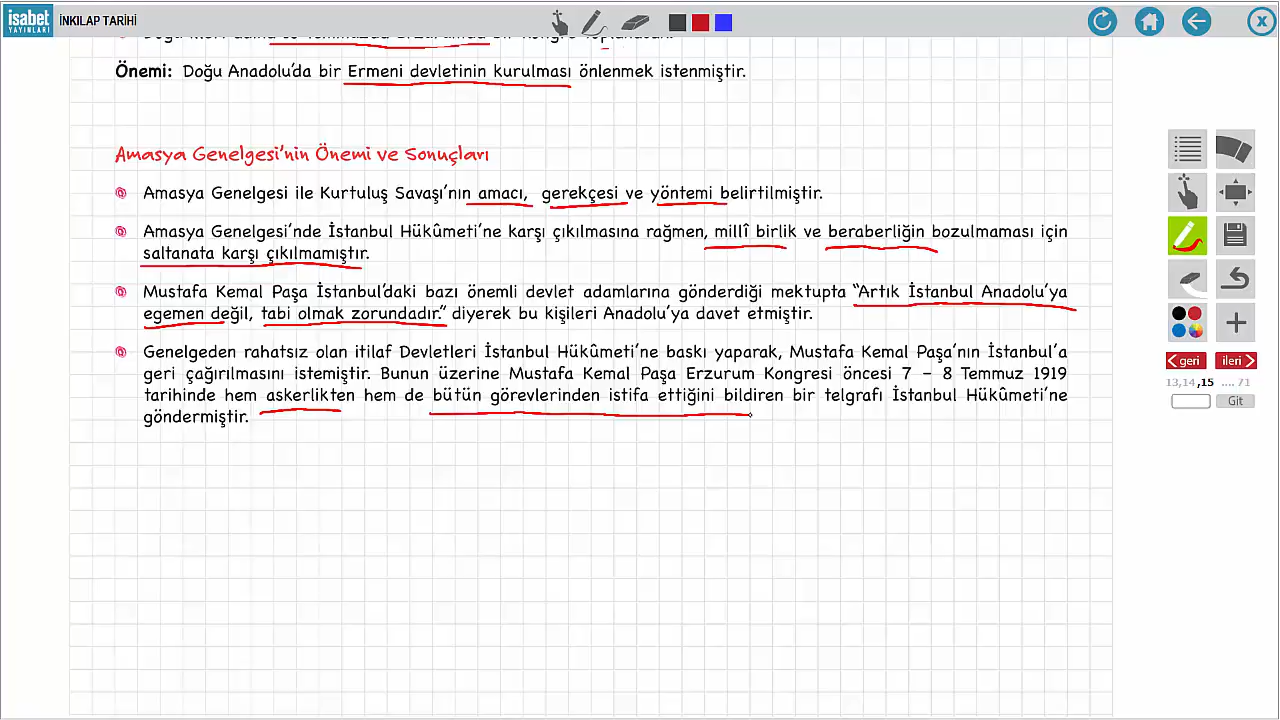 isabet
YAYINLARI
İNKILAP TARİHİ
Önemi: Doğu Anadolu'da bir Ermeni devletinin kurulması önlenmek istenmiştir.
Amasya Genelgesi'nin Önemi ve Sonuçları
Amasya Genelgesi ile Kurtuluş Savaşı'nın amacı, gerekçesi ve yöntemi belirtilmiştir.
Amasya Genelgesi'nde İstanbul Hükûmeti'ne karşı çıkılmasına rağmen, millî birlik ve beraberliğin bozulmaması için
saltanata karşı çıkılmamıştır.
Mustafa Kemal Paşa İstanbul'daki bazı önemli devlet adamlarına gönderdiği mektupta "Artık İstanbul Anadolu'ya
egemen değil, tabi olmak zorundadır." diyerek bu kişileri Anadolu'ya davet etmiştir.
Genelgeden rahatsız olan itilaf Devletleri İstanbul Hükûmeti'ne baskı yaparak, Mustafa Kemal Paşa'nın İstanbul'a
geri çağırılmasını istemiştir. Bunun üzerine Mustafa Kemal Paşa Erzurum Kongresi öncesi 7 – 8 Temmuz 1919
tarihinde hem askerlikten hem de bütün görevlerinden istifa ettiğini bildiren bir telgrafı İstanbul Hükûmeti'ne
göndermiştir.
geri ileri
13,14,15 .... 71
Git